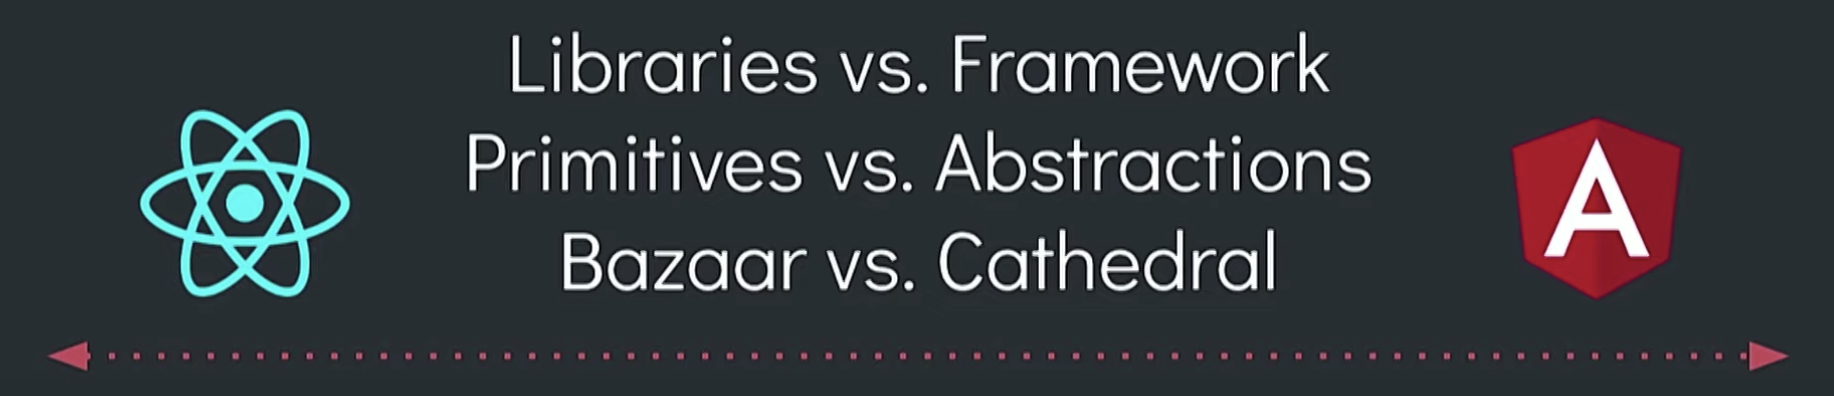 Libraries vs. Framework
Primitives vs. Abstractions
Bazaar vs. Cathedral
A